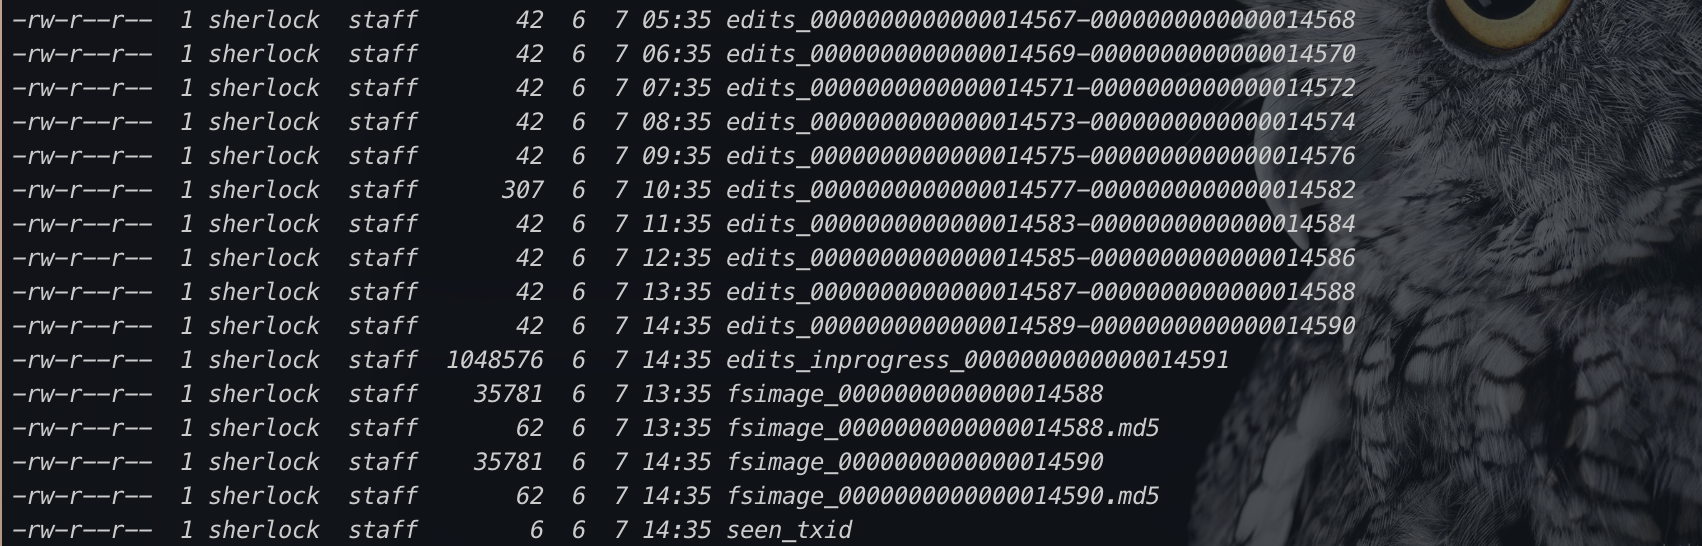 -rw-r--r--  1 sherlock  staff       42  6  7 05:35 edits_0000000000000014567-0000000000000014568
-rw-r--r--  1 sherlock  staff       42  6  7 06:35 edits_0000000000000014569-0000000000000014570
-rw-r--r--  1 sherlock  staff       42  6  7 07:35 edits_0000000000000014571-0000000000000014572
-rw-r--r--  1 sherlock  staff       42  6  7 08:35 edits_0000000000000014573-0000000000000014574
-rw-r--r--  1 sherlock  staff       42  6  7 09:35 edits_0000000000000014575-0000000000000014576
-rw-r--r--  1 sherlock  staff      307  6  7 10:35 edits_0000000000000014577-0000000000000014582
-rw-r--r--  1 sherlock  staff       42  6  7 11:35 edits_0000000000000014583-0000000000000014584
-rw-r--r--  1 sherlock  staff       42  6  7 12:35 edits_0000000000000014585-0000000000000014586
-rw-r--r--  1 sherlock  staff       42  6  7 13:35 edits_0000000000000014587-0000000000000014588
-rw-r--r--  1 sherlock  staff       42  6  7 14:35 edits_0000000000000014589-0000000000000014590
-rw-r--r--  1 sherlock  staff  1048576  6  7 14:35 edits_inprogress_0000000000000014591
-rw-r--r--  1 sherlock  staff    35781  6  7 13:35 fsimage_0000000000000014588
-rw-r--r--  1 sherlock  staff       62  6  7 13:35 fsimage_0000000000000014588.md5
-rw-r--r--  1 sherlock  staff    35781  6  7 14:35 fsimage_0000000000000014590
-rw-r--r--  1 sherlock  staff       62  6  7 14:35 fsimage_0000000000000014590.md5
-rw-r--r--  1 sherlock  staff        6  6  7 14:35 seen_txid